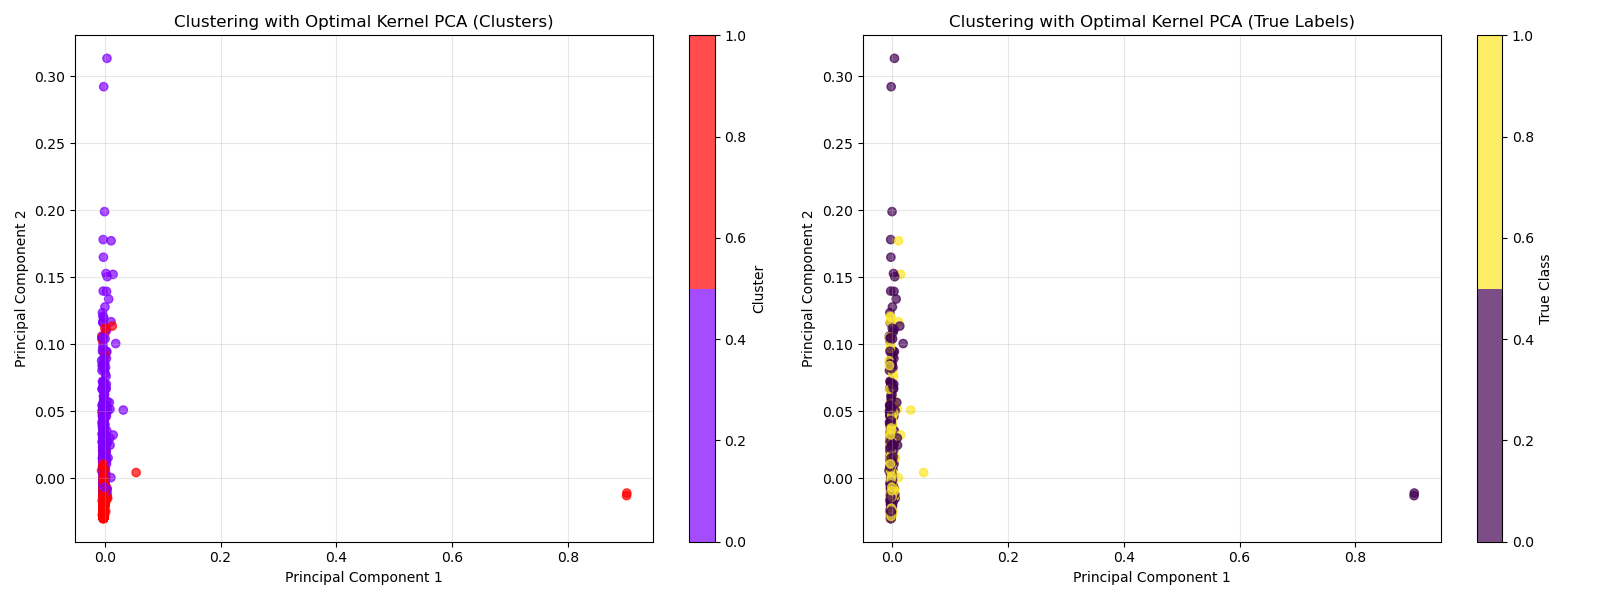 Clustering with Optimal Kernel PCA (Clusters)
Principal Component 2
0.30
0.25
0.20
0.15
0.10
0.05
0.00
0.0 0.2 0.4 0.6 0.8
Principal Component 1
1.0
0.8
0.6
0.4
0.2
0.0
Cluster
Clustering with Optimal Kernel PCA (True Labels)
Principal Component 2
0.30
0.25
0.20
0.15
0.10
0.05
0.00
0.0 0.2 0.4 0.6 0.8
Principal Component 1
1.0
0.8
0.6
0.4
0.2
0.0
True Class